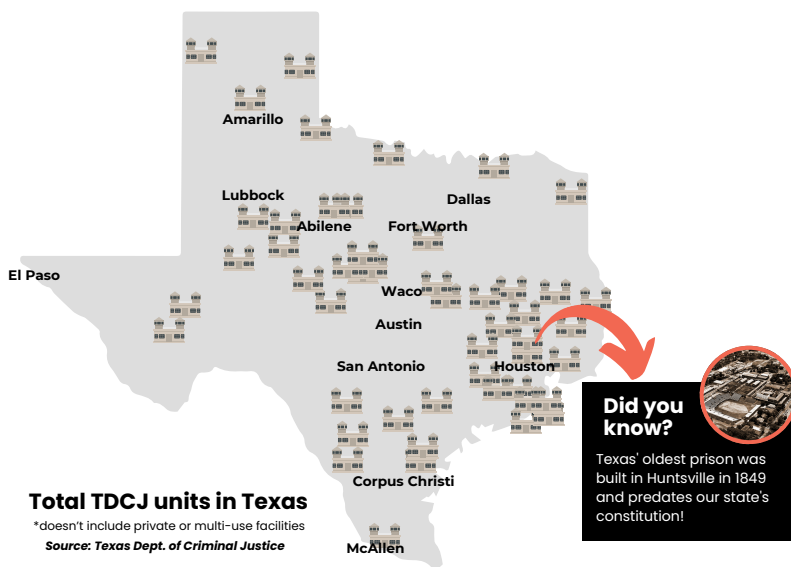 Amarillo
Lubbock
Dallas
Abilene
Fort Worth
El Paso
Waco
Austin
San Antonio
Houston
Corpus Christi
McAllen
Total TDCJ units in Texas
*doesn't include private or multi-use facilities
Source: Texas Dept. of Criminal Justice
Did you
know?
Texas' oldest prison was
built in Huntsville in 1849
and predates our state's
constitution!